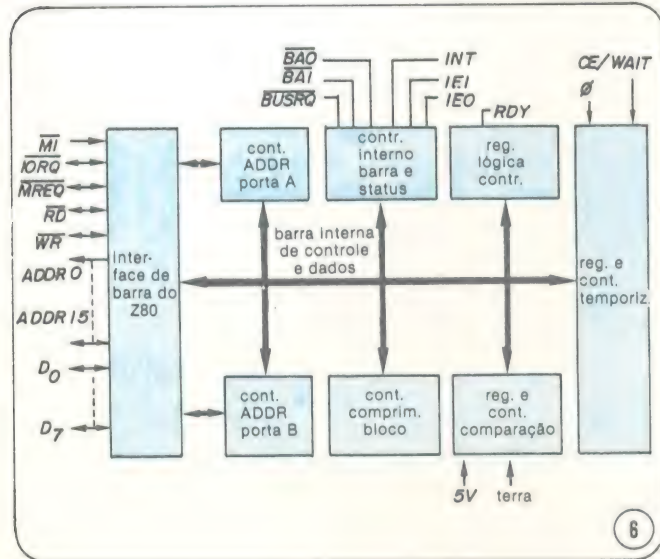 BAO
BAI
BUSRQ
INT
IEI
IEO
CE/WAIT
Ø
RDY
MI
IORQ
MREQ
RD
WR
ADDR 0
ADDR 15
D0
D7
inter-
face de
barra do
Z80
cont.
ADDR
porta A
contr.
interno
barra e
status
reg.
lógica
contr.
barra interna
de controle
e dados
reg. e
cont.
temporiz.
cont.
ADDR
porta B
cont.
comprim.
bloco
reg. e
cont.
comparação
5V
terra
6